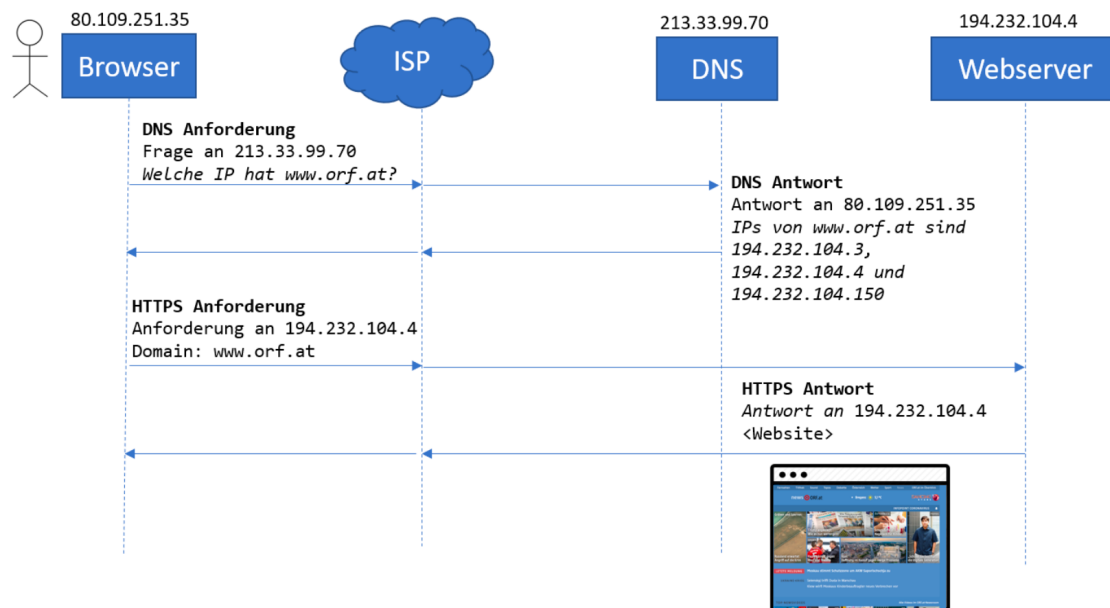 80.109.251.35
213.33.99.70
194.232.104.4
Browser
ISP
DNS
Webserver
DNS Anforderung
Frage an 213.33.99.70
Welche IP hat www.orf.at?
DNS Antwort
Antwort an 80.109.251.35
IPs von www.orf.at sind
194.232.104.3,
194.232.104.4 und
194.232.104.150
HTTPS Anforderung
Anforderung an 194.232.104.4
Domain: www.orf.at
HTTPS Antwort
Antwort an 194.232.104.4
<Website>